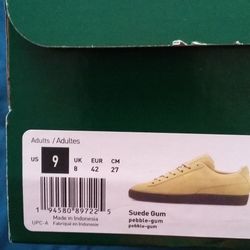 Adults / Adultes
US 9 UK EUR CM
8 42 27
Suede Gum
pebble-gum
pebble-gum
1 94580 89722 5
Made in Indonesia
UPC-A Fabriqué en Indonésie